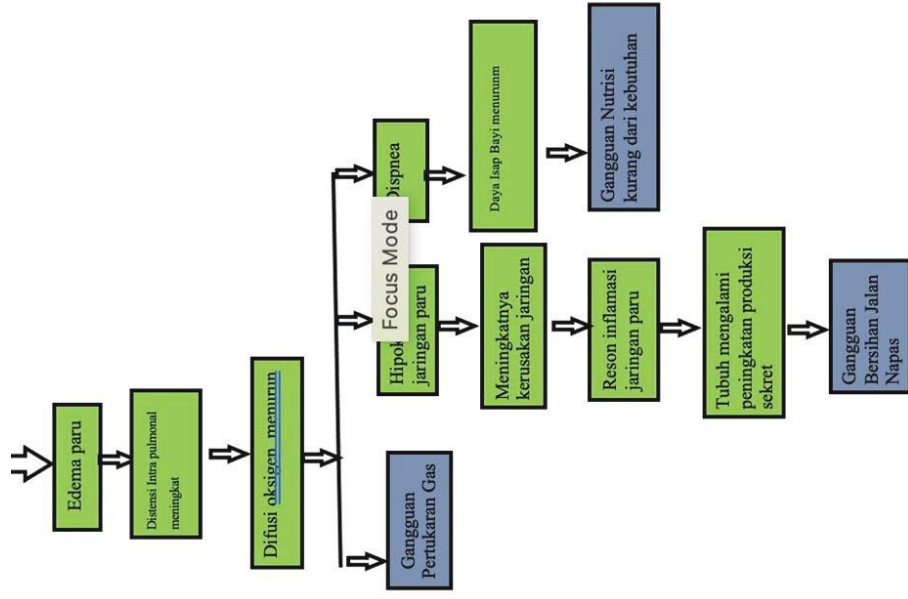 Edema paru
Distensi Intra pulmonal
meningkat
Difusi oksigen menurun
Gangguan
Pertukaran Gas
jaringan paru
Meningkatnya
kerusakan jaringan
Reson inflamasi
jaringan paru
Tubuh mengalami
peningkatan produksi
sekret
Gangguan
Bersihan Jalan
Napas
Focus Mode
Daya Isap Bayi menurunm
Gangguan Nutrisi
kurang dari kebutuhan